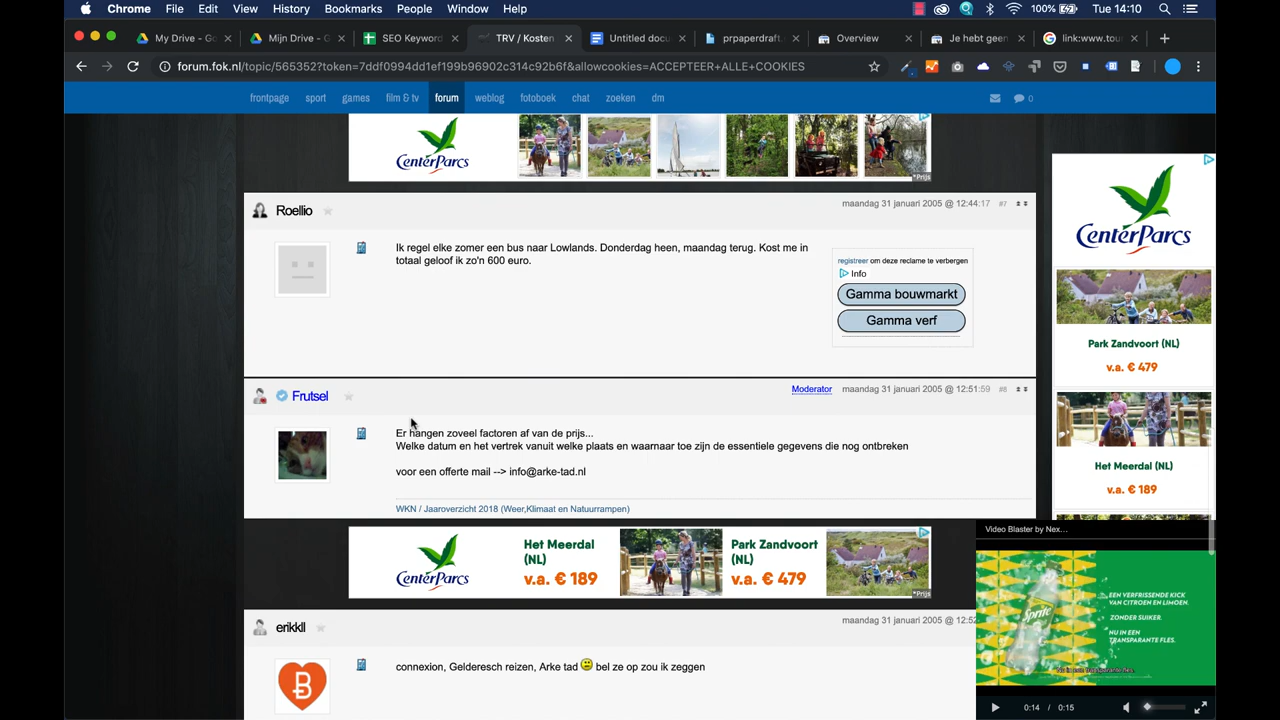 Chrome File Edit View History Bookmarks People Window Help 100% Tue 14:10
My Drive - Go Mijn Drive - G SEO Keyword TRV / Kosten Untitled docu prpaperdraft. Overview Je hebt geen link:www.tour
forum.fok.nl/topic/565352?token=7ddf0994dd1ef199b96902c314c92b6f&allowcookies=ACCEPTEER+ALLE+COOKIES
frontpage sport games film & tv forum weblog fotoboek chat zoeken dm 0
CenterParcs
*Prijs
Roellio maandag 31 januari 2005 @ 12:44:17 #7
Ik regel elke zomer een bus naar Lowlands. Donderdag heen, maandag terug. Kost me in
totaal geloof ik zo'n 600 euro.
registreer om deze reclame te verbergen
Info
Gamma bouwmarkt
Gamma verf
CenterParcs
Park Zandvoort (NL)
v.a. € 479
Frutsel Moderator maandag 31 januari 2005 @ 12:51:59 #8
Er hangen zoveel factoren af van de prijs...
Welke datum en het vertrek vanuit welke plaats en waarnaar toe zijn de essentiele gegevens die nog ontbreken
voor een offerte mail --> info@arke-tad.nl
WKN / Jaaroverzicht 2018 (Weer,Klimaat en Natuurrampen)
Het Meerdal (NL)
v.a. € 189
CenterParcs
Het Meerdal
(NL)
v.a. € 189
Park Zandvoort
(NL)
v.a. € 479
*Prijs
erikkll maandag 31 januari 2005 @ 12:52
connexion, Gelderesch reizen, Arke tad bel ze op zou ik zeggen
Video Blaster by Nex...
Sprite
EEN VERFRISSENDE KICK
VAN CITROEN EN LIMOEN.
ZONDER SUIKER.
NU IN EEN
TRANSPARANTE FLES.
0:14 / 0:15